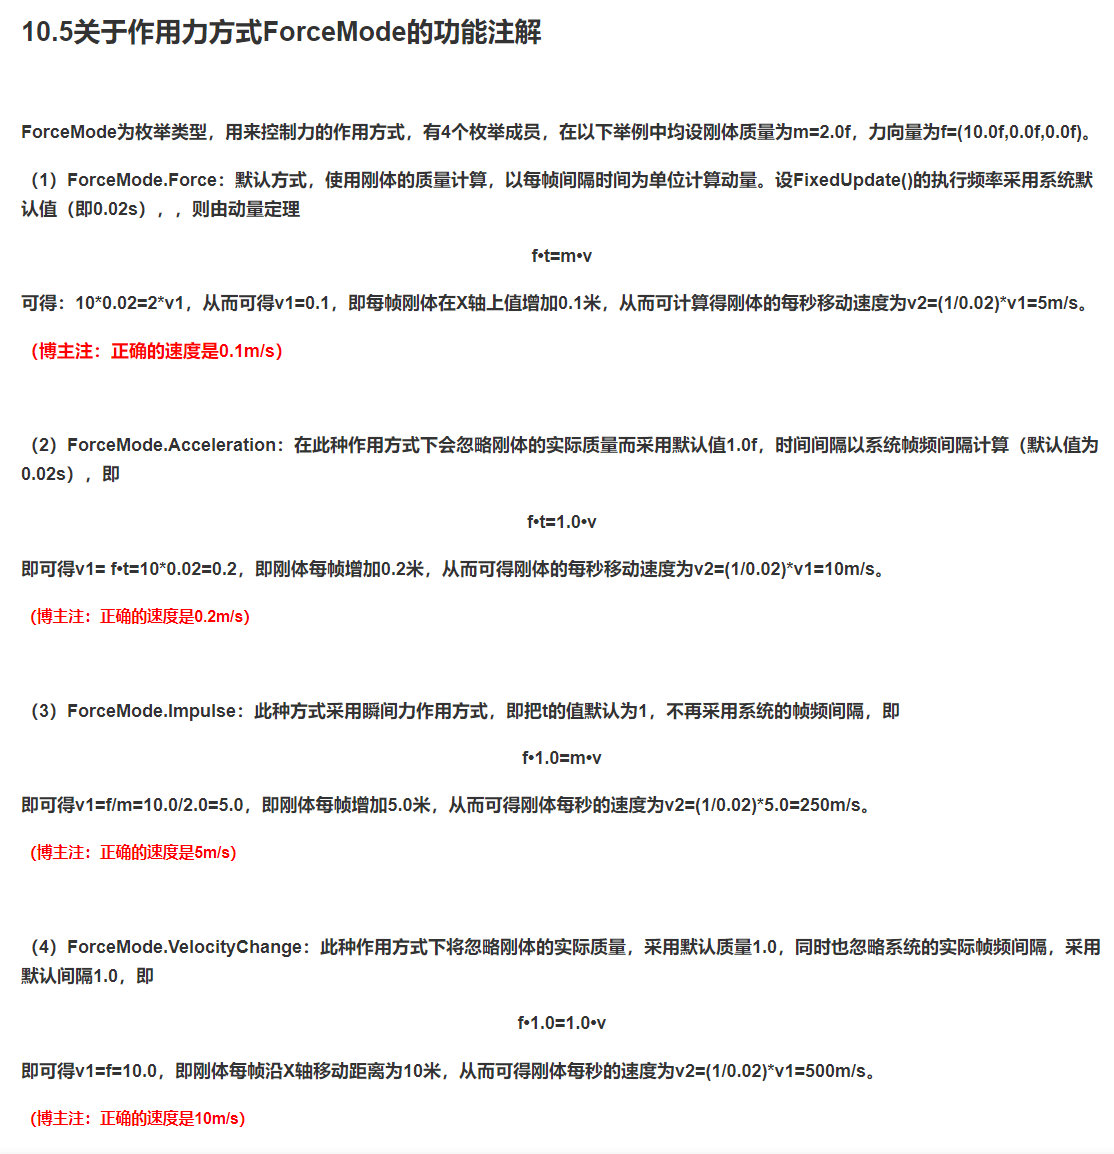 10.5关于作用力方式ForceMode的功能注解
ForceMode为枚举类型，用来控制力的作用方式，有4个枚举成员，在以下举例中均设刚体质量为m=2.0f，力向量为f=(10.0f,0.0f,0.0f)。
（1）ForceMode.Force：默认方式，使用刚体的质量计算，以每帧间隔时间为单位计算动量。设FixedUpdate()的执行频率采用系统默
认值（即0.02s），，则由动量定理
f•t=m•v
可得：10*0.02=2*v1，从而可得v1=0.1，即每帧刚体在X轴上值增加0.1米，从而可计算得刚体的每秒移动速度为v2=(1/0.02)*v1=5m/s。
（博主注：正确的速度是0.1m/s）
（2）ForceMode.Acceleration：在此种作用方式下会忽略刚体的实际质量而采用默认值1.0f，时间间隔以系统帧频间隔计算（默认值为
0.02s），即
f•t=1.0•v
即可得v1= f•t=10*0.02=0.2，即刚体每帧增加0.2米，从而可得刚体的每秒移动速度为v2=(1/0.02)*v1=10m/s。
（博主注：正确的速度是0.2m/s）
（3）ForceMode.Impulse：此种方式采用瞬间力作用方式，即把t的值默认为1，不再采用系统的帧频间隔，即
f•1.0=m•v
即可得v1=f/m=10.0/2.0=5.0，即刚体每帧增加5.0米，从而可得刚体每秒的速度为v2=(1/0.02)*5.0=250m/s。
（博主注：正确的速度是5m/s）
（4）ForceMode.VelocityChange：此种作用方式下将忽略刚体的实际质量，采用默认质量1.0，同时也忽略系统的实际帧频间隔，采用
默认间隔1.0，即
f•1.0=1.0•v
即可得v1=f=10.0，即刚体每帧沿X轴移动距离为10米，从而可得刚体每秒的速度为v2=(1/0.02)*v1=500m/s。
（博主注：正确的速度是10m/s）